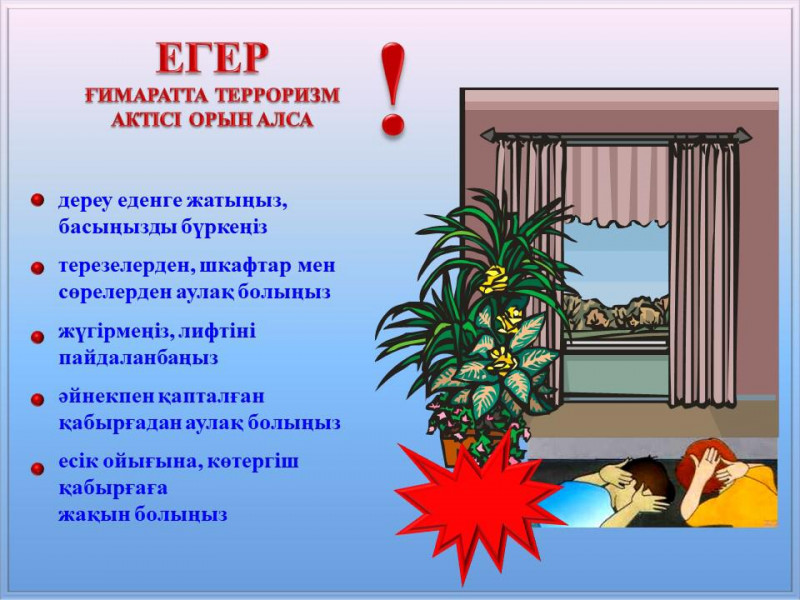 ЕГЕР
ҒИМАРАТТА ТЕРРОРИЗМ
АКТІСІ ОРЫН АЛСА
!
дереу еденге жатыңыз,
басыңызды бүркеңіз
терезелерден, шкафтар мен
сөрелерден аулақ болыңыз
жүгірмеңіз, лифтіні
пайдаланбаңыз
әйнекпен қапталған
қабырғадан аулақ болыңыз
есік ойығына, көтергіш
қабырғаға
жақын болыңыз